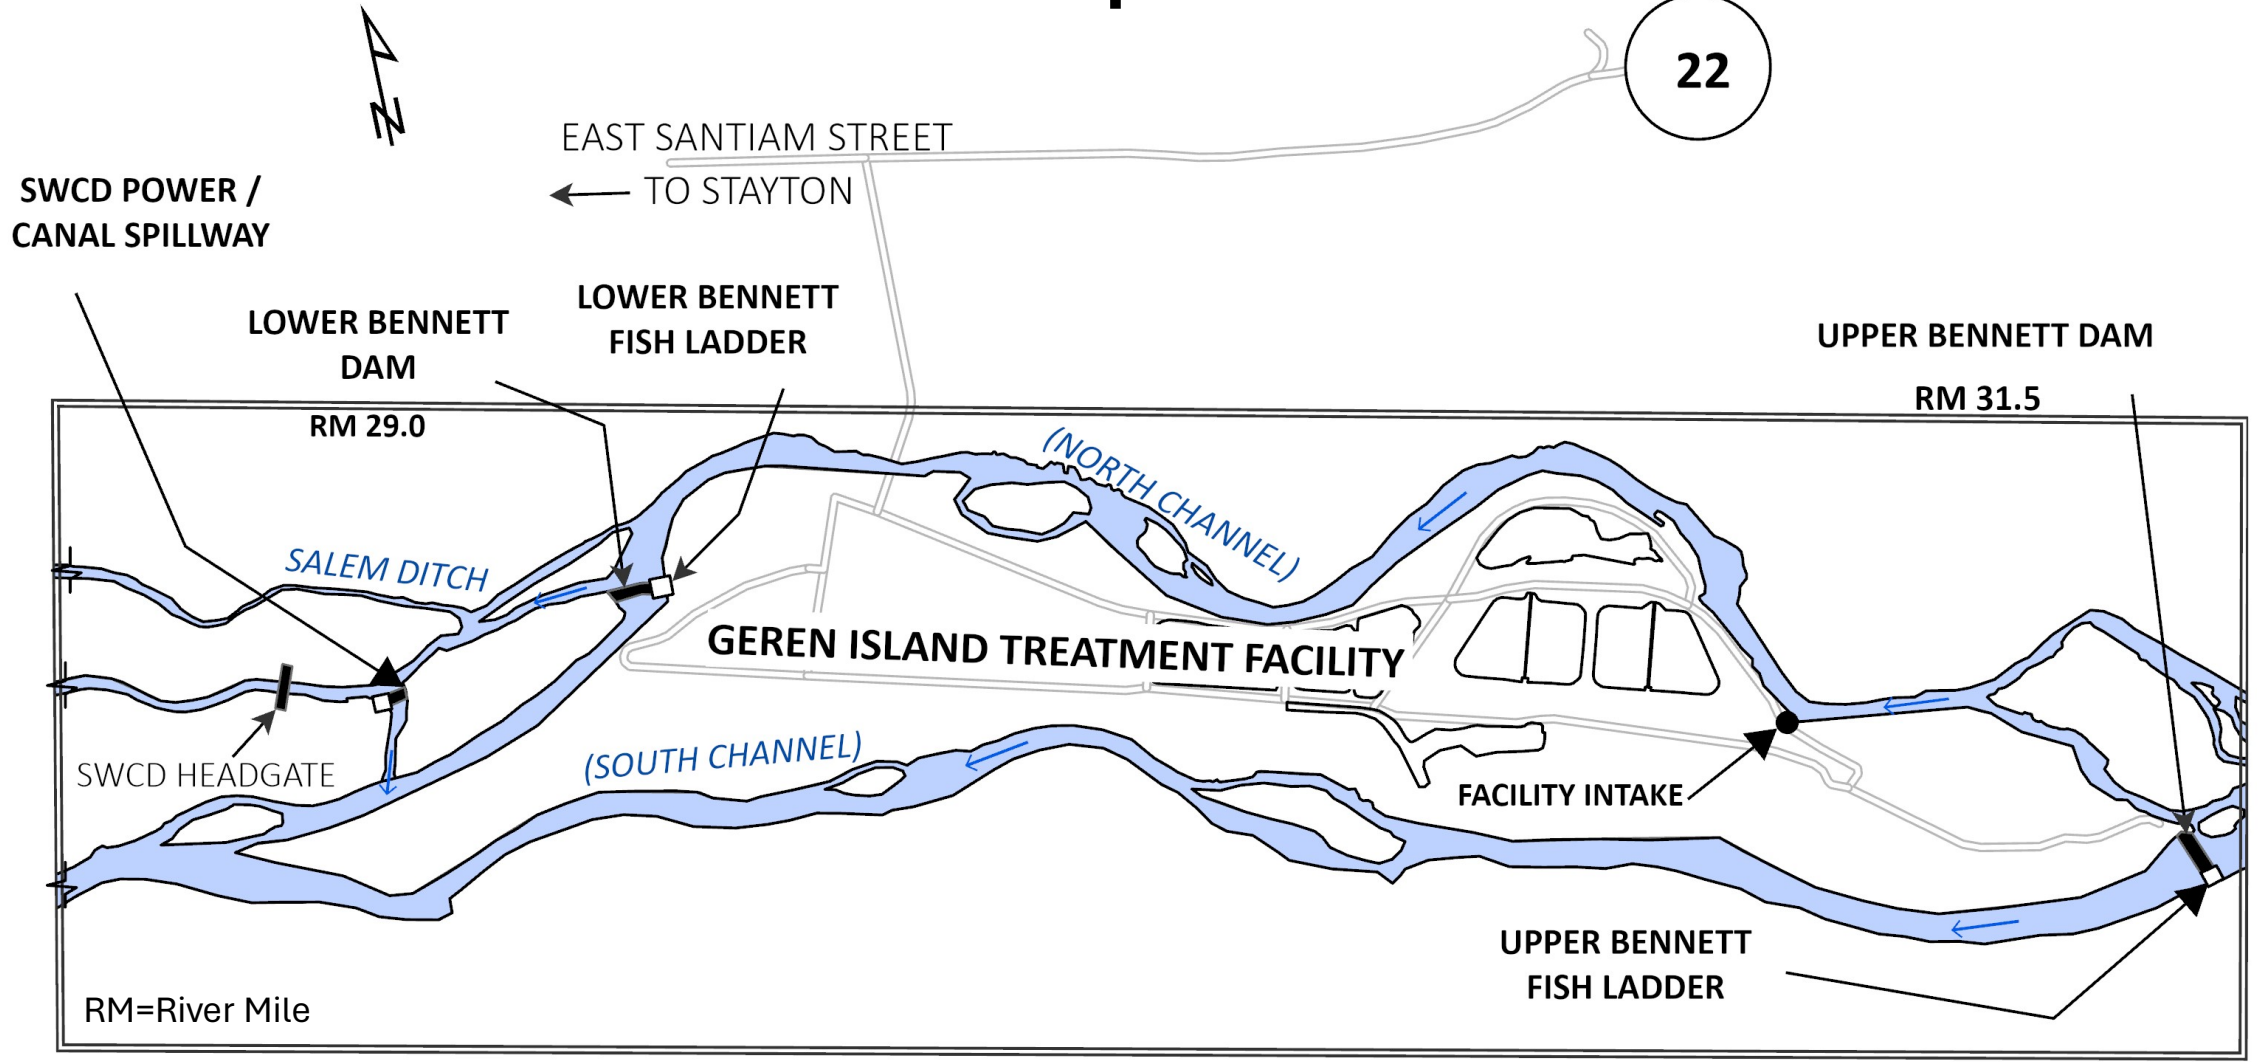 22
N
EAST SANTIAM STREET
TO STAYTON
SWCD POWER /
CANAL SPILLWAY
LOWER BENNETT
DAM
RM 29.0
LOWER BENNETT
FISH LADDER
UPPER BENNETT DAM
RM 31.5
(NORTH CHANNEL)
SALEM DITCH
GEREN ISLAND TREATMENT FACILITY
SWCD HEADGATE
(SOUTH CHANNEL)
FACILITY INTAKE
UPPER BENNETT
FISH LADDER
RM=River Mile